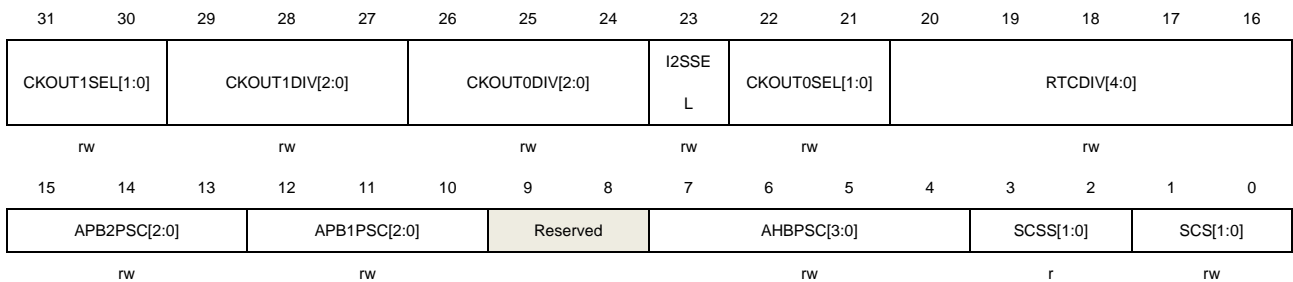 31 30 29 28 27 26 25 24 23 22 21 20 19 18 17 16
CKOUT1SEL[1:0] CKOUT1DIV[2:0] CKOUT0DIV[2:0] I2SSE
L CKOUT0SEL[1:0] RTCDIV[4:0]
rw rw rw rw rw rw
15 14 13 12 11 10 9 8 7 6 5 4 3 2 1 0
APB2PSC[2:0] APB1PSC[2:0] Reserved AHBPSC[3:0] SCSS[1:0] SCS[1:0]
rw rw rw r rw